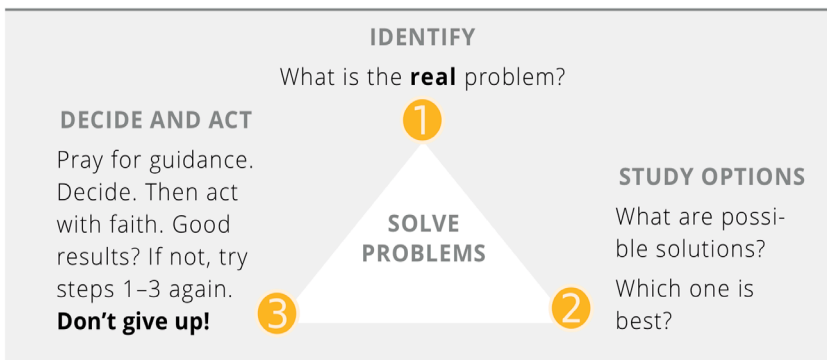 IDENTIFY
What is the real problem?
1
SOLVE
PROBLEMS
STUDY OPTIONS
What are possi-
ble solutions?
Which one is
best?
2
DECIDE AND ACT
Pray for guidance.
Decide. Then act
with faith. Good
results? If not, try
steps 1–3 again.
Don’t give up!
3